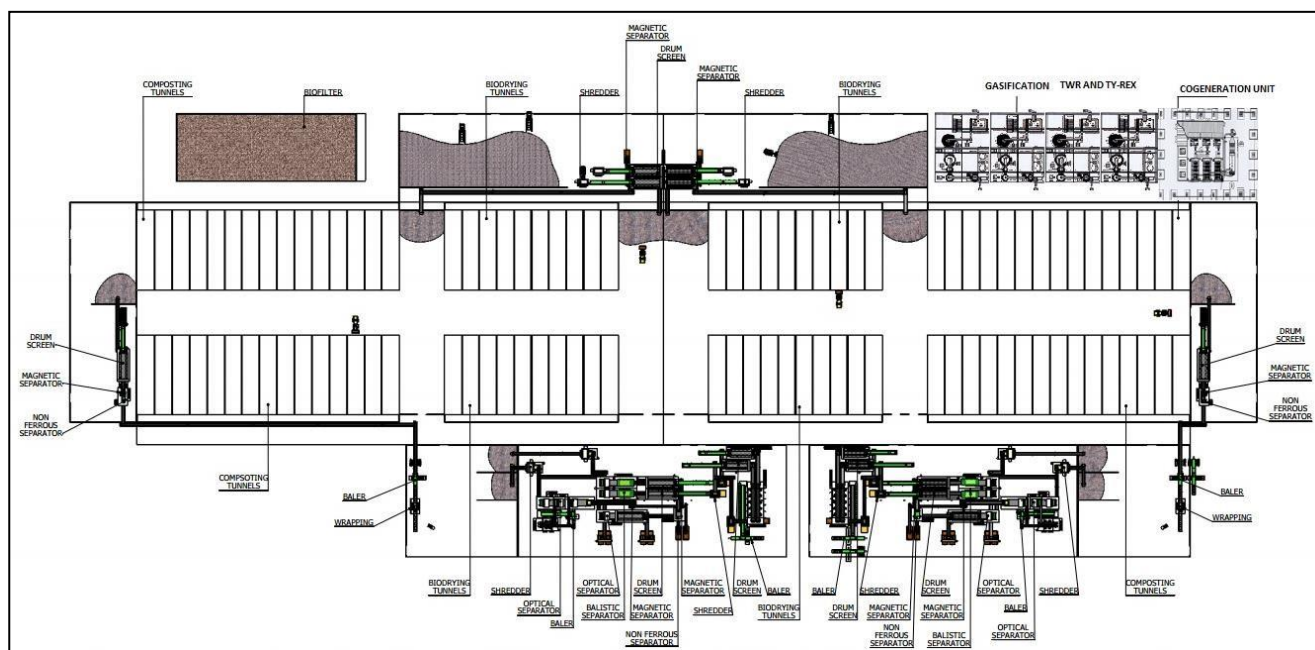 MAGNETIC
SEPARATOR
DRUM
SCREEN
MAGNETIC
SEPARATOR
COMPOSTING
TUNNELS
BIOFILTER
BIODRYING
TUNNELS
SHREDDER
SHREDDER
BIODRYING
TUNNELS
GASIFICATION TWR AND TY-REX
COGENERATION UNIT
DRUM
SCREEN
MAGNETIC
SEPARATOR
NON
FERROUS
SEPARATOR
DRUM
SCREEN
MAGNETIC
SEPARATOR
NON
FERROUS
SEPARATOR
COMPSOTING
TUNNELS
BALER
WRAPPING
BALER
WRAPPING
BIODRYING
TUNNELS
SHREDDER
OPTICAL
SEPARATOR
BALER
OPTICAL
SEPARATOR
BALISTIC
SEPARATOR
DRUM
SCREEN
MAGNETIC
SEPARATOR
NON FERROUS
SEPARATOR
MAGNETIC
SEPARATOR
SHREDDER
DRUM
SCREEN
BALER
BIODRYING
TUNNELS
BALER
DRUM
SCREEN
SHREDDER
MAGNETIC
SEPARATOR
NON
FERROUS
SEPARATOR
DRUM
SCREEN
MAGNETIC
SEPARATOR
BALISTIC
SEPARATOR
OPTICAL
SEPARATOR
BALER
OPTICAL
SEPARATOR
SHREDDER
COMPOSTING
TUNNELS